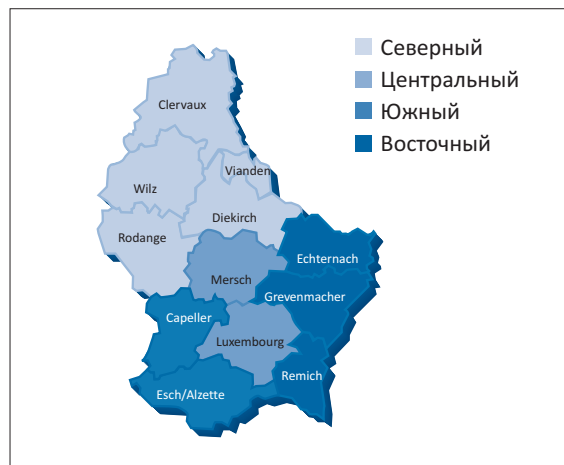 Северный
Центральный
Южный
Восточный
Clervaux
Vianden
Wilz
Diekirch
Rodange
Echternach
Mersch
Grevenmacher
Capeller
Luxembourg
Remich
Esch/Alzette